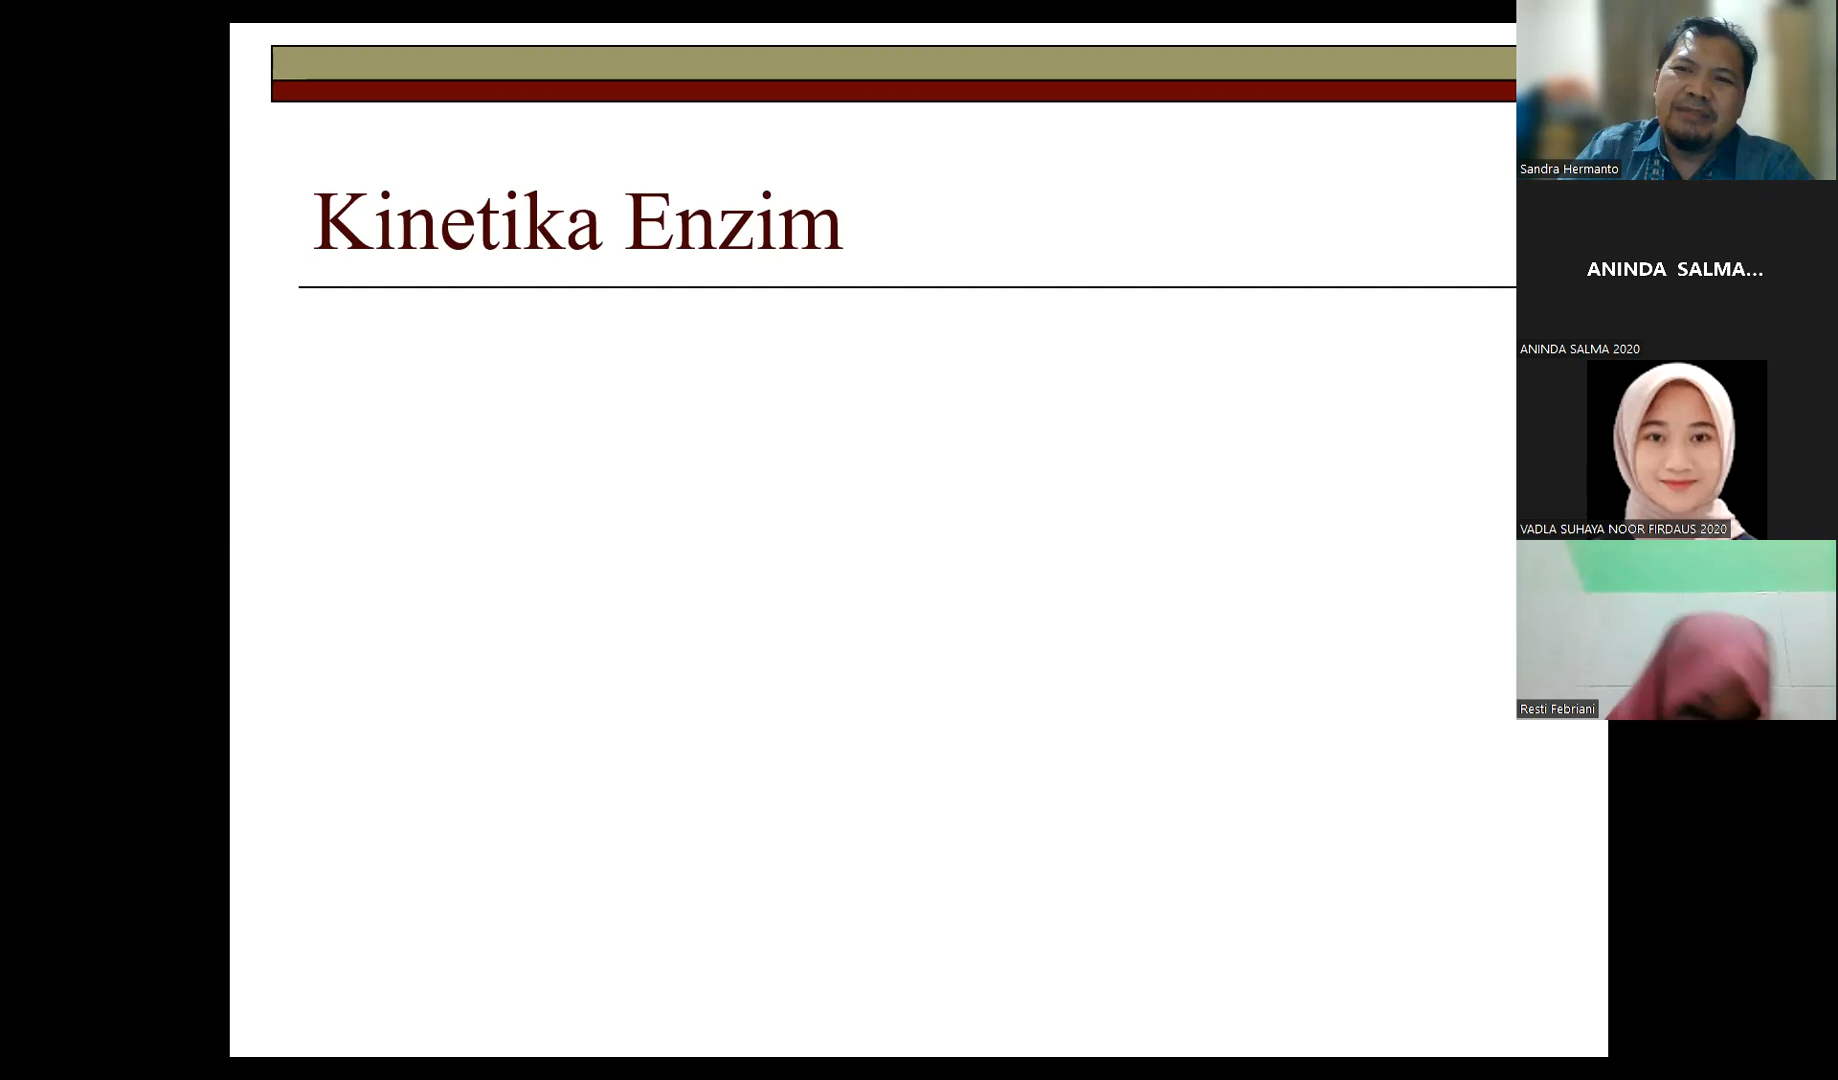 Kinetika Enzim
Sandra Hermanto
ANINDA SALMA...
ANINDA SALMA 2020
VADLA SUHAYA NOOR FIRDAUS 2020
Resti Febriani